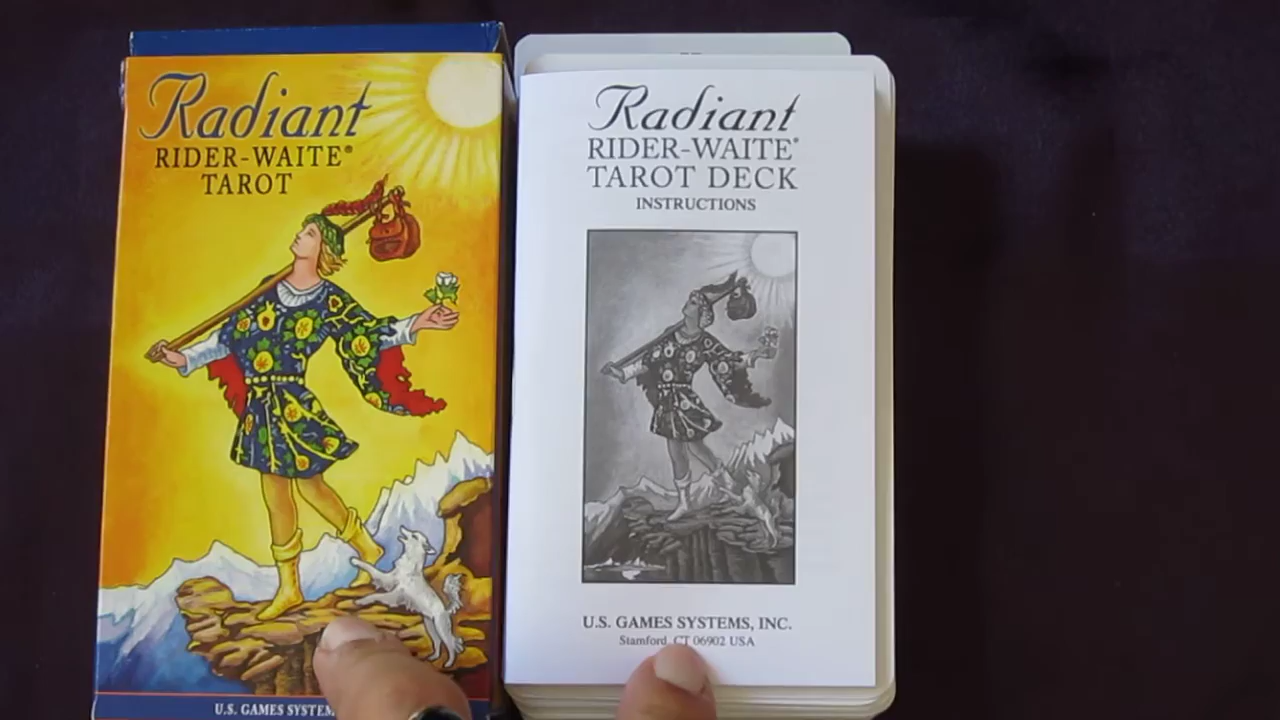 Radiant
RIDER-WAITE®
TAROT
U.S. GAMES SYSTEM
Radiant
RIDER-WAITE®
TAROT DECK
INSTRUCTIONS
U.S. GAMES SYSTEMS, INC.
Stamford, CT 06902 USA